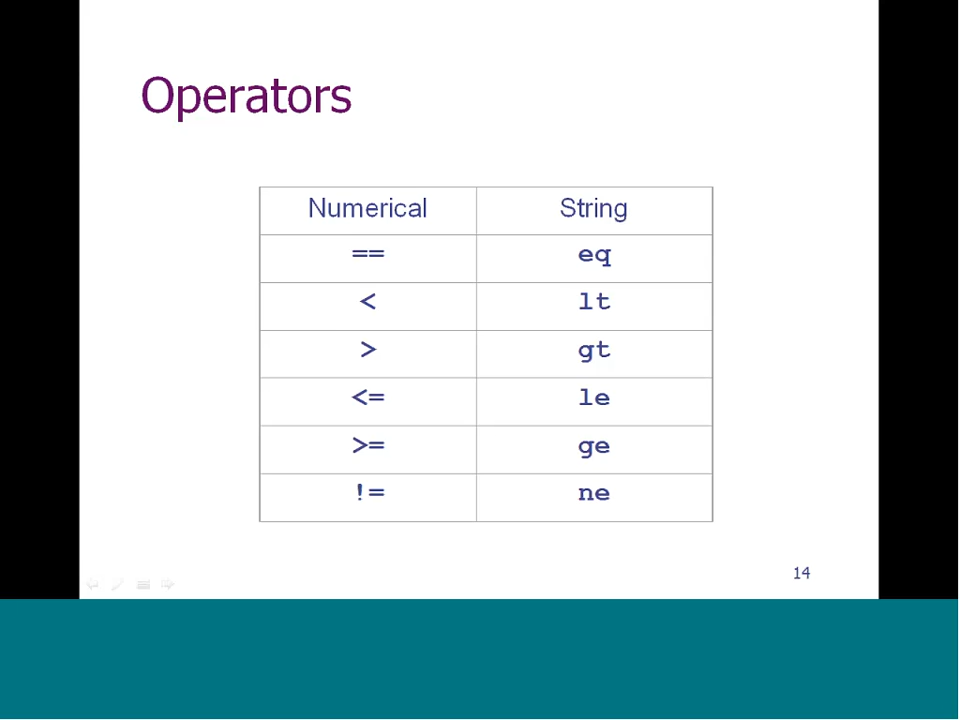 Operators
Numerical String
== eq
< lt
> gt
<= le
>= ge
!= ne
14